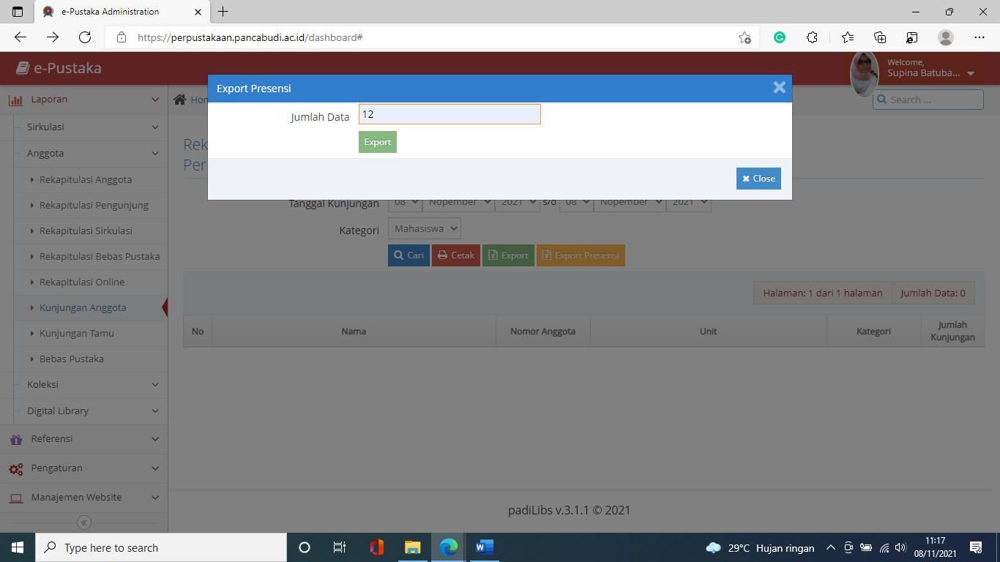 e-Pustaka Administration
https://perpustakaan.pancabudi.ac.id/dashboard#
e-Pustaka
Welcome,
Supina Batuba...
Export Presensi
Jumlah Data 12
Export
Close
Laporan
Sirkulasi
Anggota
Rekapitulasi Anggota
Rekapitulasi Pengunjung
Rekapitulasi Sirkulasi
Rekapitulasi Bebas Pustaka
Rekapitulasi Online
Kunjungan Anggota
Kunjungan Tamu
Bebas Pustaka
Koleksi
Digital Library
Referensi
Pengaturan
Manajemen Website
Hon
Search ...
Rek
Per
Tanggal Kunjungan 08 Nopember 2021 s/d 08 Nopember 2021
Kategori Mahasiswa
Cari Cetak Export Export Presensi
Halaman: 1 dari 1 halaman Jumlah Data: 0
No Nama Nomor Anggota Unit Kategori Jumlah
Kunjungan
padiLibs v.3.1.1 © 2021
Type here to search
29°C Hujan ringan
11:17
08/11/2021